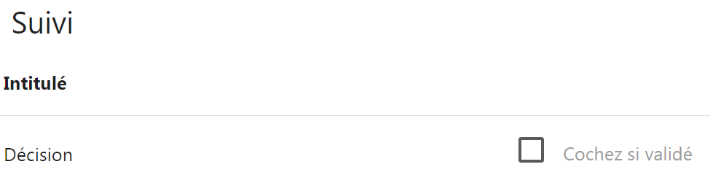 Suivi
Intitulé
Décision Cochez si validé